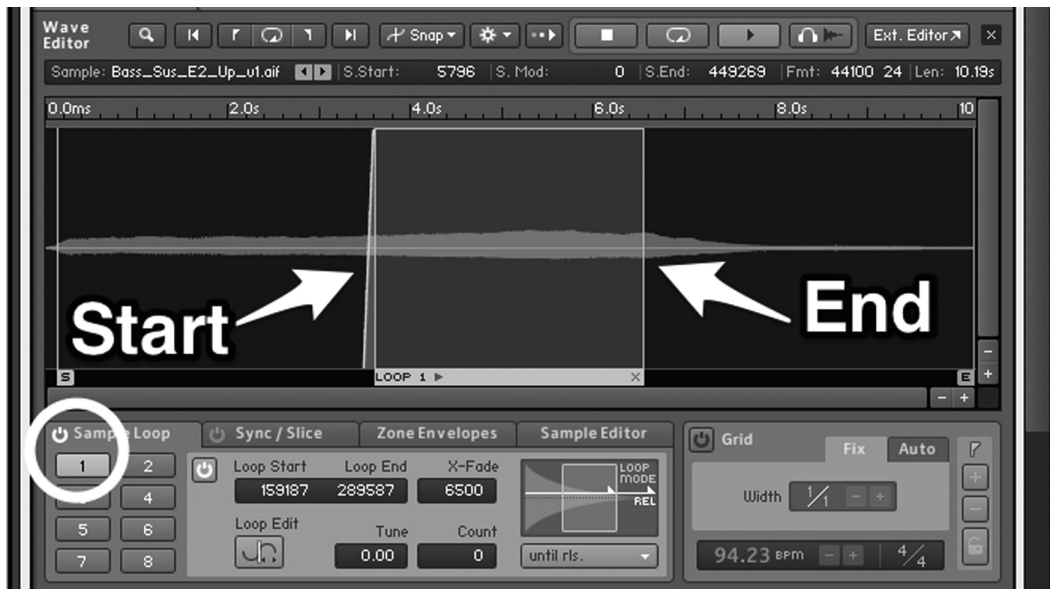 Wave Editor
Snap
Ext. Editor
Sample: Bass_Sus_E2_Up_v1.aif S.Start: 5796 S. Mod: 0 S.End: 449269 Fmt: 44100 24 Len: 10.19s
0.0ms 2.0s 4.0s 6.0s 8.0s 10
Start
End
S LOOP 1 E
Sample Loop Sync / Slice Zone Envelopes Sample Editor
1 2
4
5 6
7 8
Loop Start Loop End X-Fade
159187 289587 6500
Loop Edit Tune Count
0.00 0
LOOP MODE
REL
until rls.
Grid Fix Auto
Width 1/1
94.23 BPM 4/4